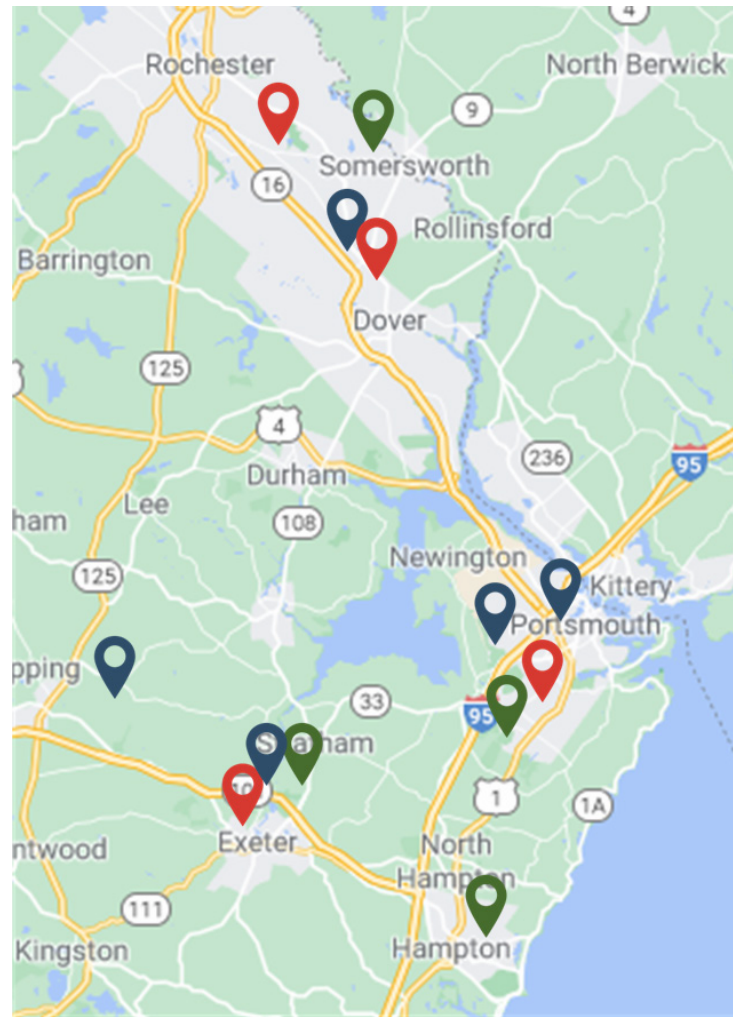 4
Rochester
North Berwick
9
Somersworth
16
Rollinsford
Barrington
Dover
125
4
236
95
Durham
Lee
ham
108
Newington
125
Kittery
Portsmouth
pping
33
95
1
1A
Exeter
North
Hampton
ntwood
111
Kingston
Hampton